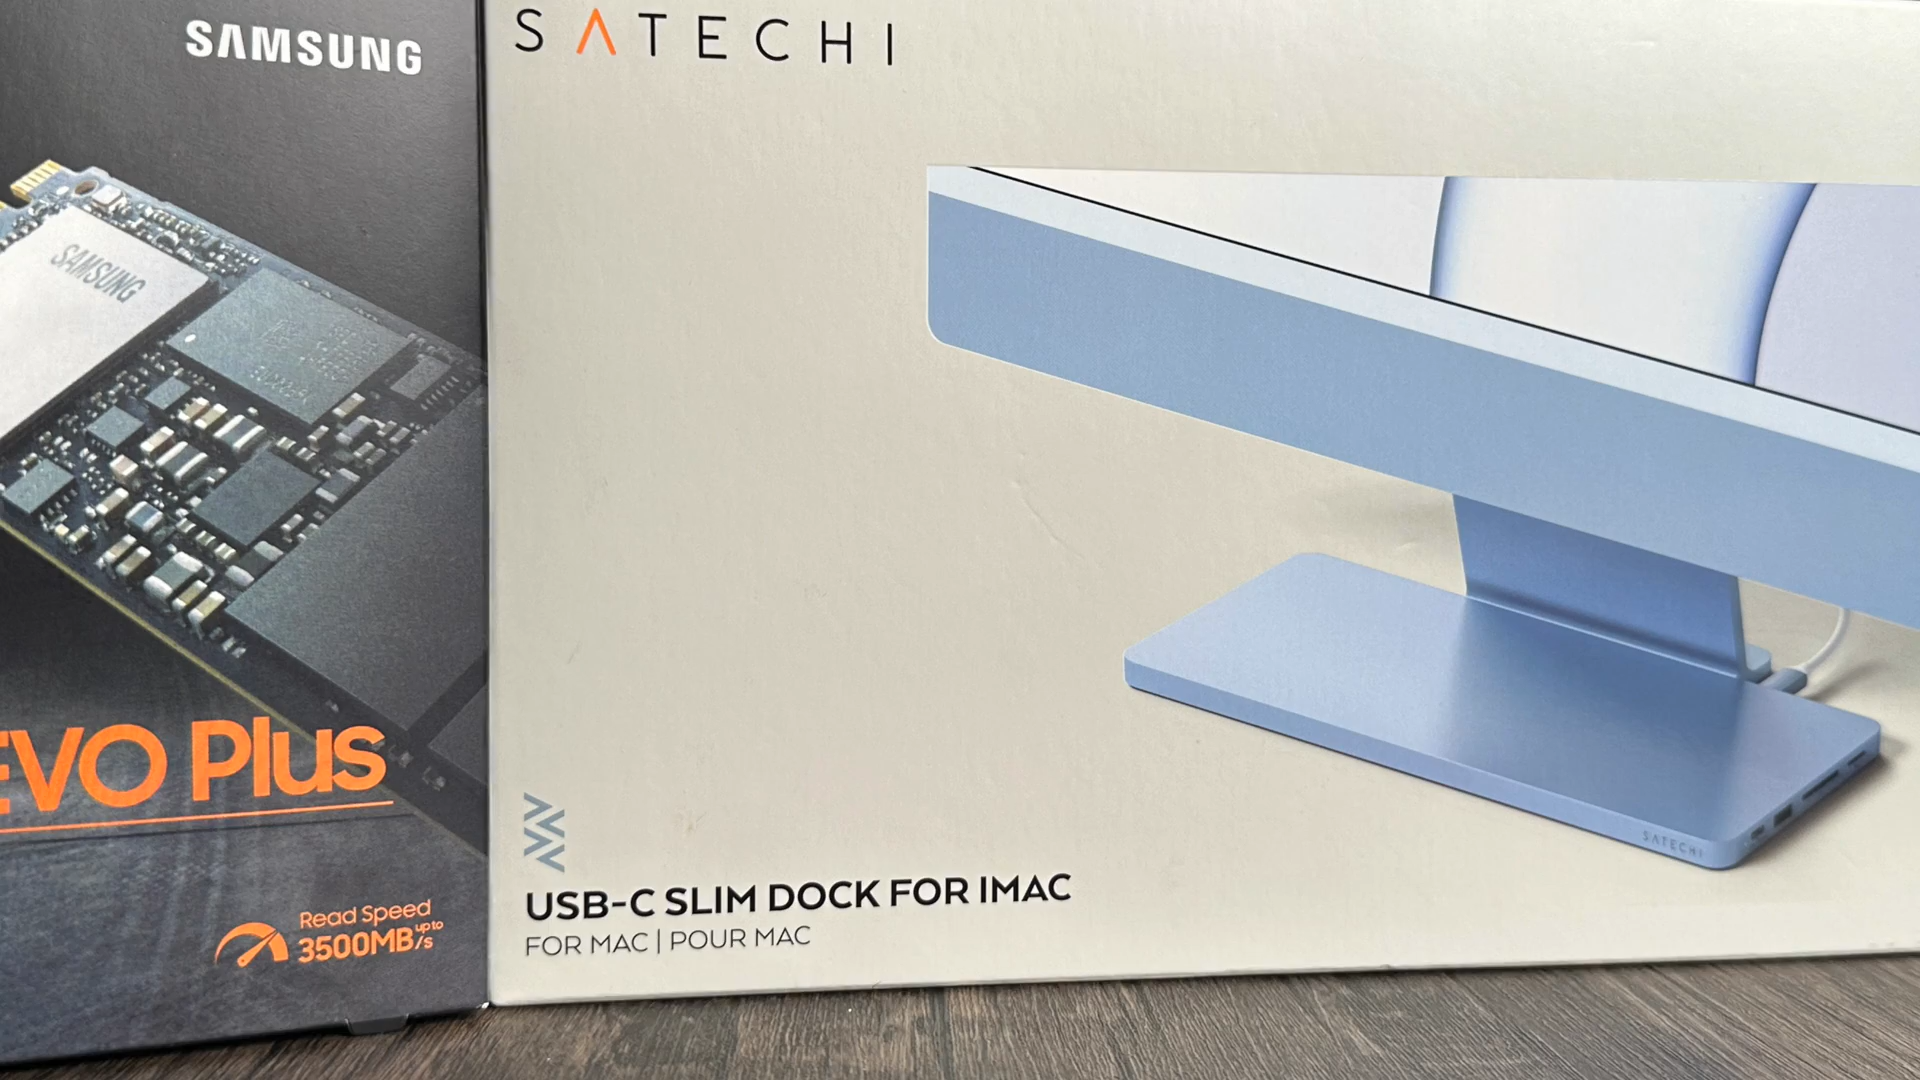 SAMSUNG
SAMSUNG
EVO Plus
Read Speed
up to
3500MB/s
SATECHI
SATECHI
USB-C SLIM DOCK FOR IMAC
FOR MAC | POUR MAC